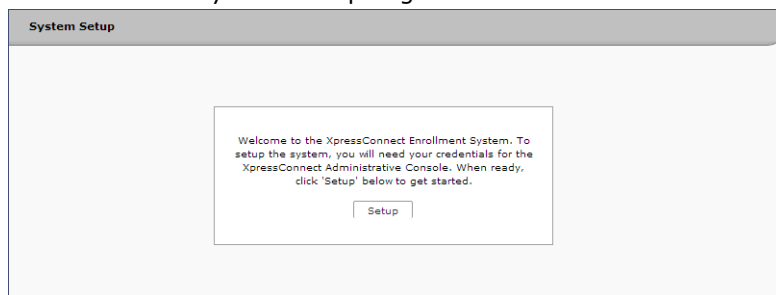 System Setup
Welcome to the XpressConnect Enrollment System. To
setup the system, you will need your credentials for the
XpressConnect Administrative Console. When ready,
click 'Setup' below to get started.
Setup